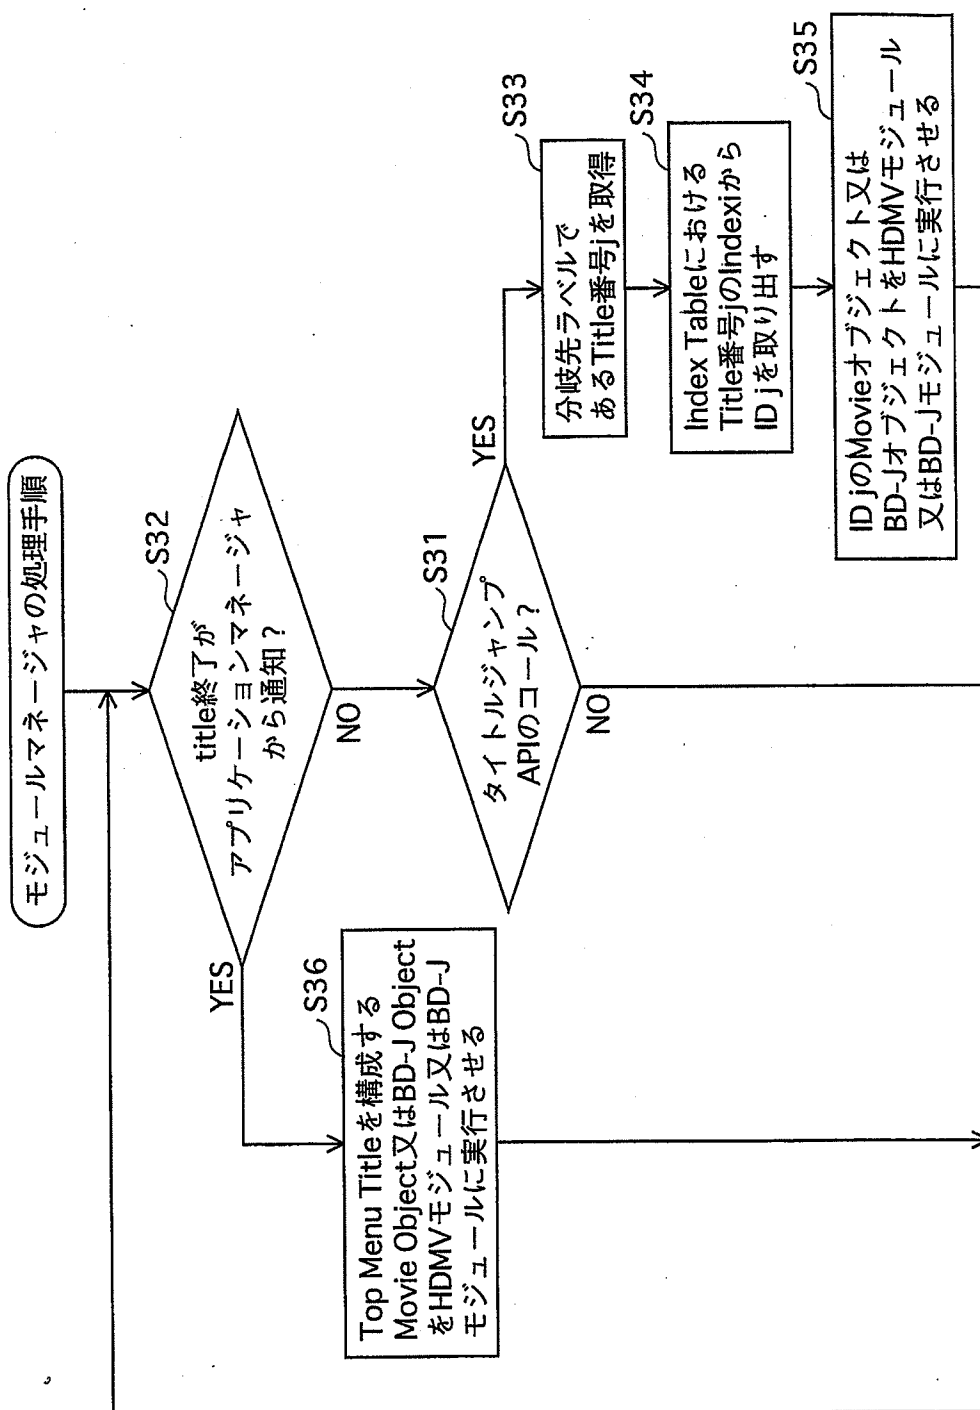 モジュールマネージャの処理手順
S32
title終了が
アプリケーションマネージャ
から通知？
YES
NO
S36
Top Menu Titleを構成する
Movie Object又はBD-J Object
をHDMVモジュール又はBD-J
モジュールに実行させる
S31
タイトルジャンプ
APIのコール？
YES
NO
S33
分岐先ラベルで
あるTitle番号jを取得
S34
Index Tableにおける
Title番号jのIndexiから
ID jを取り出す
S35
ID jのMovieオブジェクト又は
BD-JオブジェクトをHDMVモジュール
又はBD-Jモジュールに実行させる